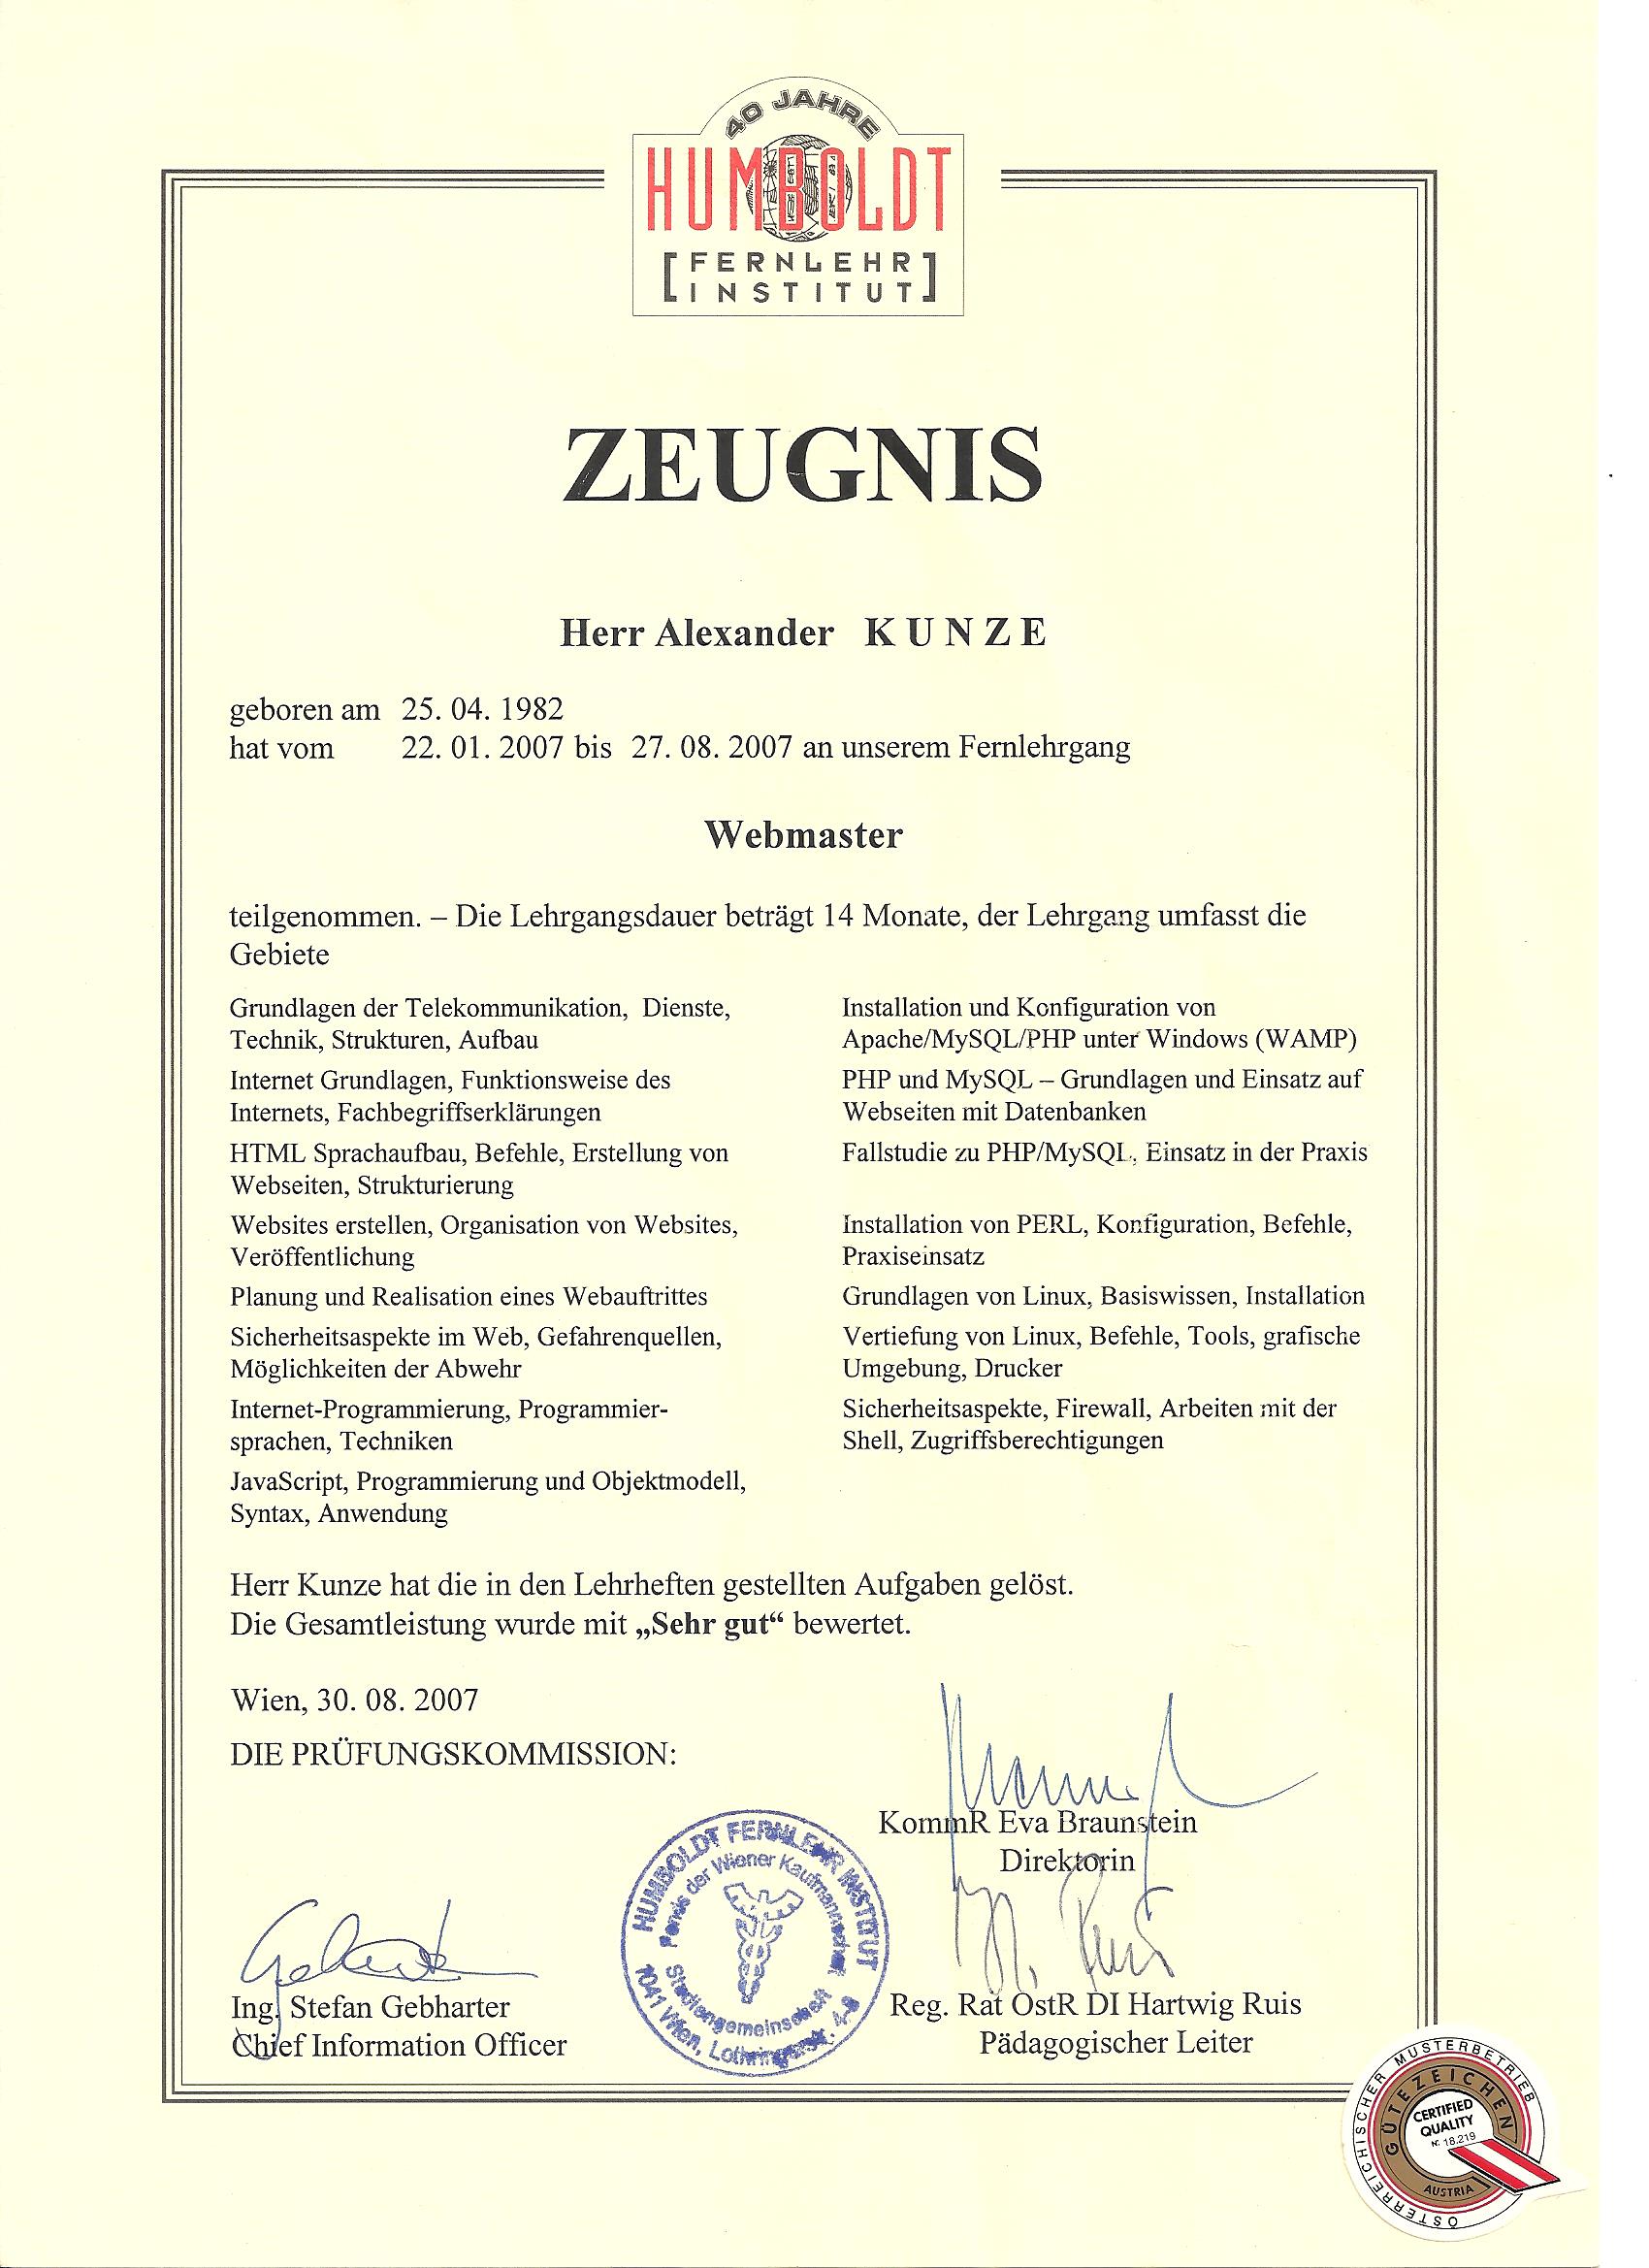 40 JAHRE
HUMBOLDT
[FERNLEHR
INSTITUT]
ZEUGNIS
Herr Alexander K U N Z E
geboren am 25. 04. 1982
hat vom 22. 01. 2007 bis 27. 08. 2007 an unserem Fernlehrgang
Webmaster
teilgenommen. – Die Lehrgangsdauer beträgt 14 Monate, der Lehrgang umfasst die
Gebiete
Grundlagen der Telekommunikation, Dienste,
Technik, Strukturen, Aufbau
Internet Grundlagen, Funktionsweise des
Internets, Fachbegriffserklärungen
HTML Sprachaufbau, Befehle, Erstellung von
Webseiten, Strukturierung
Websites erstellen, Organisation von Websites,
Veröffentlichung
Planung und Realisation eines Webauftrittes
Sicherheitsaspekte im Web, Gefahrenquellen,
Möglichkeiten der Abwehr
Internet-Programmierung, Programmier-
sprachen, Techniken
JavaScript, Programmierung und Objektmodell,
Syntax, Anwendung
Installation und Konfiguration von
Apache/MySQL/PHP unter Windows (WAMP)
PHP und MySQL – Grundlagen und Einsatz auf
Webseiten mit Datenbanken
Fallstudie zu PHP/MySQL, Einsatz in der Praxis
Installation von PERL, Konfiguration, Befehle,
Praxiseinsatz
Grundlagen von Linux, Basiswissen, Installation
Vertiefung von Linux, Befehle, Tools, grafische
Umgebung, Drucker
Sicherheitsaspekte, Firewall, Arbeiten mit der
Shell, Zugriffsberechtigungen
Herr Kunze hat die in den Lehrheften gestellten Aufgaben gelöst.
Die Gesamtleistung wurde mit „Sehr gut“ bewertet.
Wien, 30. 08. 2007
DIE PRÜFUNGSKOMMISSION:
KommR Eva Braunstein
Direktorin
HUMBOLDT FERNLEHR INSTITUT
der Wiener Kaufmannschaft
1041 Wien,
Ing. Stefan Gebharter
Chief Information Officer
Reg. Rat OstR DI Hartwig Ruis
Pädagogischer Leiter
ÖSTERREICHISCHER MUSTERBETRIEB
GÜTEZEICHEN
CERTIFIED
QUALITY
Nº 18.219
AUSTRIA